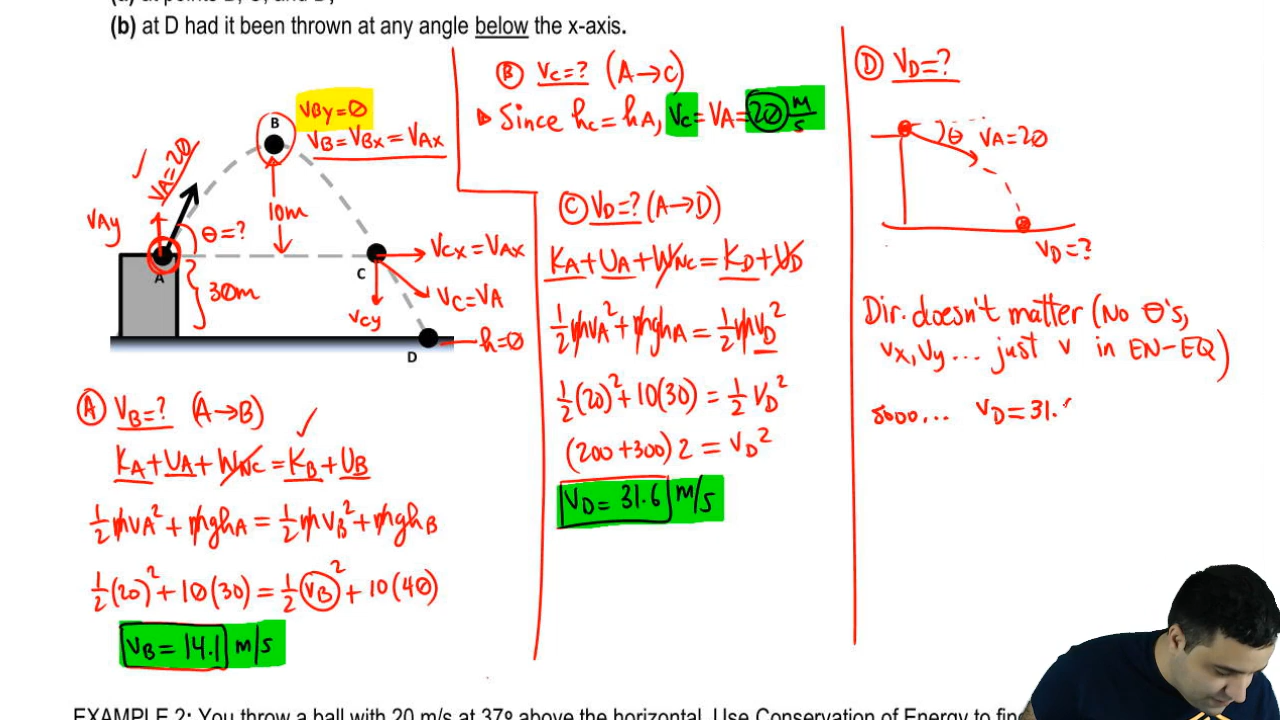 (a) at points B, C, and D;
(b) at D had it been thrown at any angle below the x-axis.
vBy=0
B
vB=vBx=vAx
vA=20
vAy
θ=?
10m
A
30m
C
vCx=vAx
vC=vA
vCy
D
h=0
Ⓐ vB=? (A→B)
KA+UA+WNC=KB+UB
1/2mvA²+mghA=1/2mvB²+mghB
1/2(20)²+10(30)=1/2vB²+10(40)
vB=14.1 m/s
Ⓑ vC=? (A→C)
▸ Since hC=hA, vC=vA=20 m/s
Ⓒ vD=? (A→D)
KA+UA+WNC=KD+UD
1/2mvA²+mghA=1/2mvD²
1/2(20)²+10(30)=1/2vD²
(200+300)2=vD²
vD=31.6 m/s
Ⓓ vD=?
θ vA=20
vD=?
Dir. doesn't matter (No θ's,
vx,vy... just v in EN-EQ)
sooo... vD=31.
EXAMPLE 2: You throw a ball with 20 m/s at 37º above the horizontal. Use Conservation of Energy to